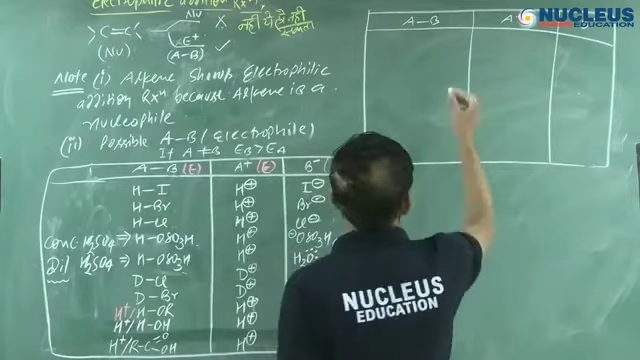 electrophilic addition Rxn.
Nu
>C=C<
(Nu)
E⊕
(A-B)
Note (i) Alkene Shows Electrophilic
addition Rxn because Alkene is a
nucleophile.
(ii) Possible A-B (Electrophile)
If A≠B EB>EA
A-B (E) A+ (E) B-
H-I H⊕ I⊖
H-Br H⊕ Br⊖
H-Cl H⊕ Cl⊖
Conc. H2SO4 ⇒ H-OSO3H H⊕ ⊖OSO3H
Dil H2SO4 ⇒ H-OSO3H H⊕ H2O
D-Cl D⊕
D-Br D⊕
H+/H-OR H⊕
H+/H-OH H⊕
H+/R-C=O OH H⊕
A-B A
NUCLEUS
EDUCATION
NUCLEUS
EDUCATION